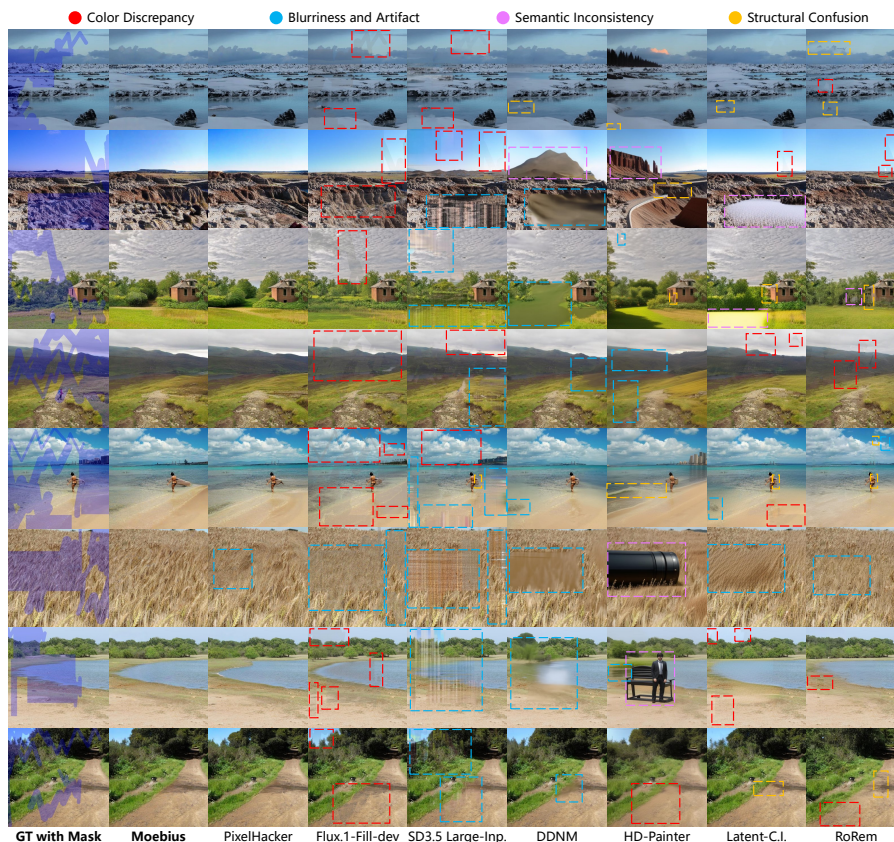 Color Discrepancy Blurriness and Artifact Semantic Inconsistency Structural Confusion
GT with Mask Moebius PixelHacker Flux.1-Fill-dev SD3.5 Large-Inp. DDNM HD-Painter Latent-C.I. RoRem